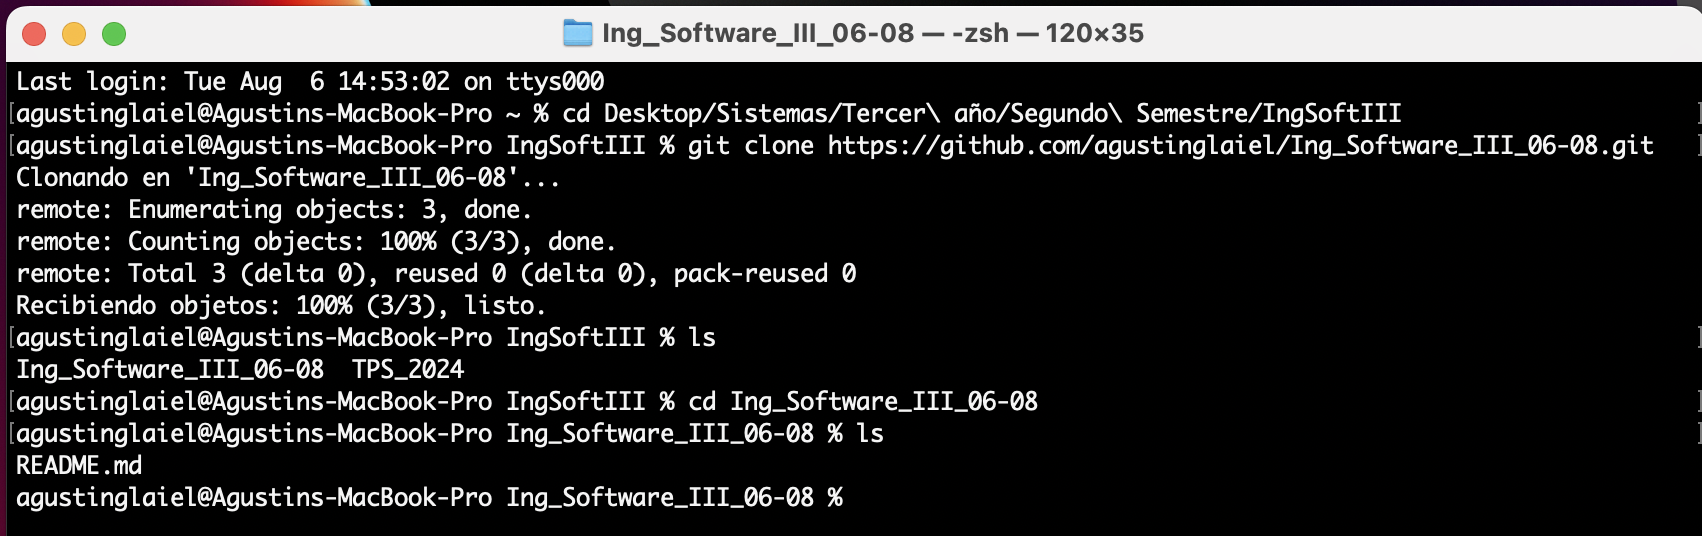 Ing_Software_III_06-08 — -zsh — 120×35
Last login: Tue Aug  6 14:53:02 on ttys000
[agustinglaiel@Agustins-MacBook-Pro ~ % cd Desktop/Sistemas/Tercer\ año/Segundo\ Semestre/IngSoftIII ]
[agustinglaiel@Agustins-MacBook-Pro IngSoftIII % git clone https://github.com/agustinglaiel/Ing_Software_III_06-08.git ]
Clonando en 'Ing_Software_III_06-08'...
remote: Enumerating objects: 3, done.
remote: Counting objects: 100% (3/3), done.
remote: Total 3 (delta 0), reused 0 (delta 0), pack-reused 0
Recibiendo objetos: 100% (3/3), listo.
[agustinglaiel@Agustins-MacBook-Pro IngSoftIII % ls ]
Ing_Software_III_06-08  TPS_2024
[agustinglaiel@Agustins-MacBook-Pro IngSoftIII % cd Ing_Software_III_06-08 ]
[agustinglaiel@Agustins-MacBook-Pro Ing_Software_III_06-08 % ls ]
README.md
agustinglaiel@Agustins-MacBook-Pro Ing_Software_III_06-08 %